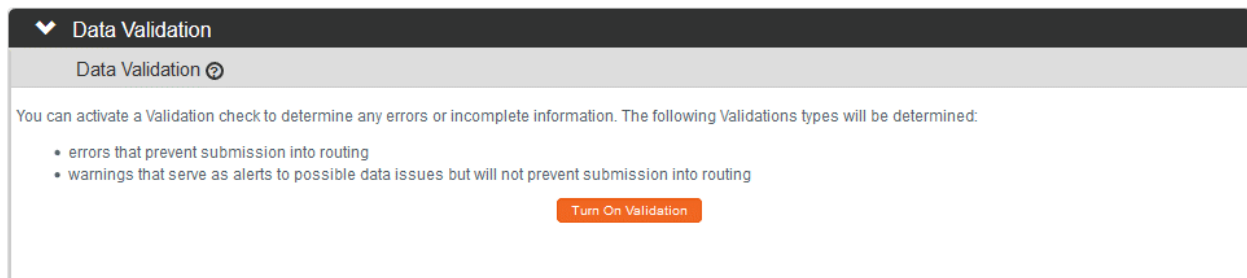 Data Validation
Data Validation ?
You can activate a Validation check to determine any errors or incomplete information. The following Validations types will be determined:
• errors that prevent submission into routing
• warnings that serve as alerts to possible data issues but will not prevent submission into routing
Turn On Validation